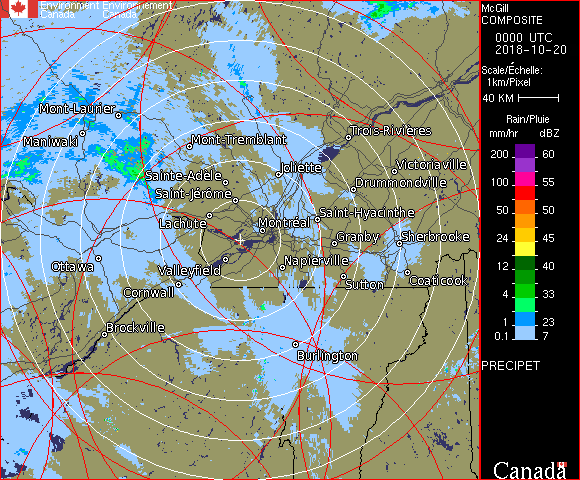 Environment Environnement
Canada Canada
McGill
COMPOSITE
0000 UTC
2018-10-20
Scale/Échelle:
1km/Pixel
40 KM
Rain/Pluie
mm/hr dBZ
200 60
150 57
100 55
50 50
24 45
12 40
4 33
1 23
0.1 7
PRECIPET
Canada
Mont-Laurier
Maniwaki
Mont-Tremblant
Trois-Rivières
Joliette
Victoriaville
Sainte-Adèle
Drummondville
Saint-Jérôme
Lachute
Saint-Hyacinthe
Montréal
Granby
Sherbrooke
Ottawa
Valleyfield
Napierville
Cornwall
Sutton
Coaticook
Brockville
Burlington